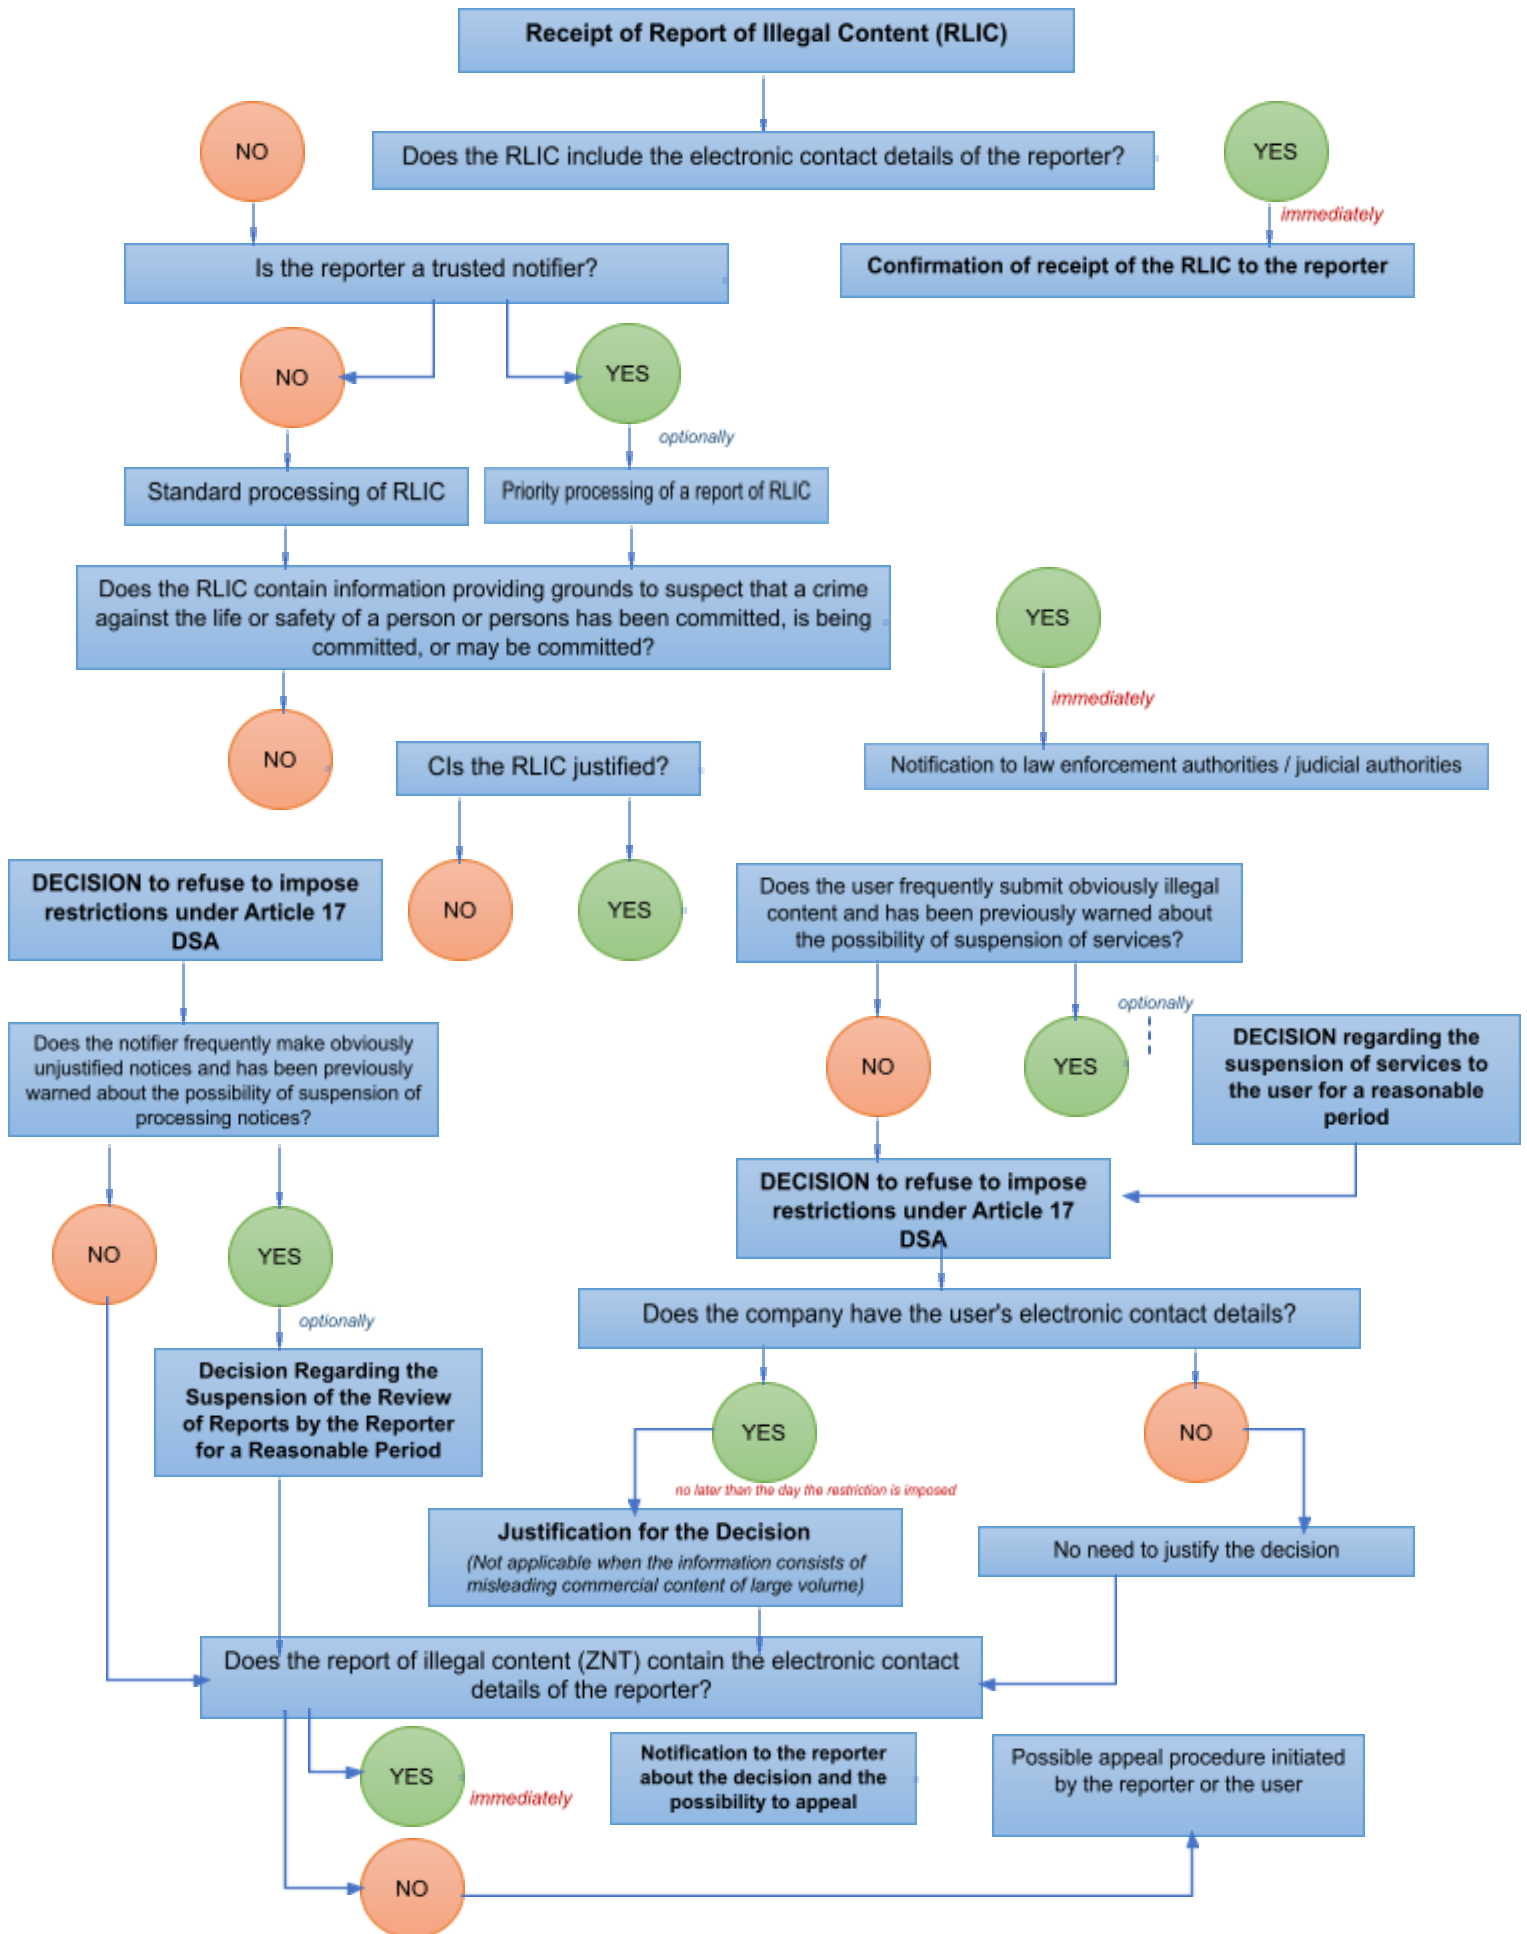 Receipt of Report of Illegal Content (RLIC)
NO
Does the RLIC include the electronic contact details of the reporter?
YES
immediately
Is the reporter a trusted notifier?
Confirmation of receipt of the RLIC to the reporter
NO
YES
optionally
Standard processing of RLIC
Priority processing of a report of RLIC
Does the RLIC contain information providing grounds to suspect that a crime
against the life or safety of a person or persons has been committed, is being
committed, or may be committed?
YES
immediately
NO
CIs the RLIC justified?
Notification to law enforcement authorities / judicial authorities
DECISION to refuse to impose
restrictions under Article 17
DSA
NO
YES
Does the user frequently submit obviously illegal
content and has been previously warned about
the possibility of suspension of services?
optionally
Does the notifier frequently make obviously
unjustified notices and has been previously
warned about the possibility of suspension of
processing notices?
NO
YES
DECISION regarding the
suspension of services to
the user for a reasonable
period
DECISION to refuse to impose
restrictions under Article 17
DSA
NO
YES
optionally
Does the company have the user's electronic contact details?
Decision Regarding the
Suspension of the Review
of Reports by the Reporter
for a Reasonable Period
YES
NO
no later than the day the restriction is imposed
Justification for the Decision
(Not applicable when the information consists of
misleading commercial content of large volume)
No need to justify the decision
Does the report of illegal content (ZNT) contain the electronic contact
details of the reporter?
YES
immediately
Notification to the reporter
about the decision and the
possibility to appeal
Possible appeal procedure initiated
by the reporter or the user
NO